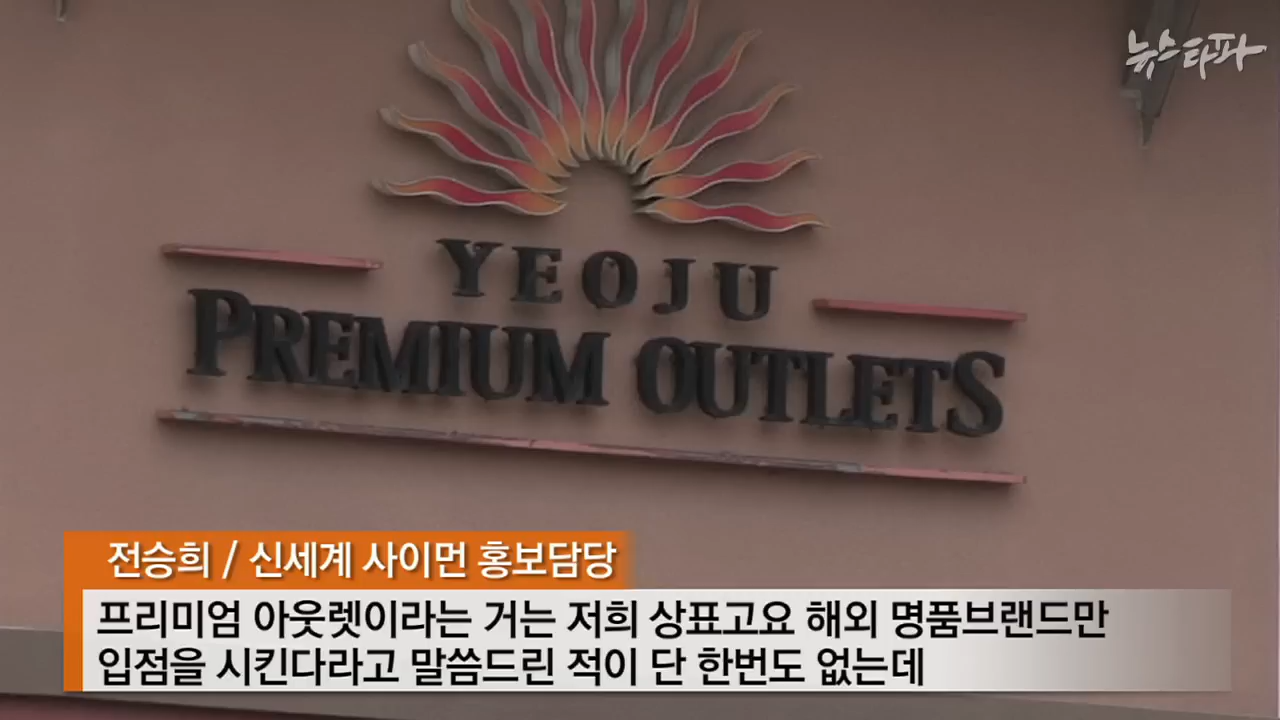 뉴스타파
YEOJU
PREMIUM OUTLETS
전승희 / 신세계 사이먼 홍보담당
프리미엄 아웃렛이라는 거는 저희 상표고요 해외 명품브랜드만
입점을 시킨다라고 말씀드린 적이 단 한번도 없는데